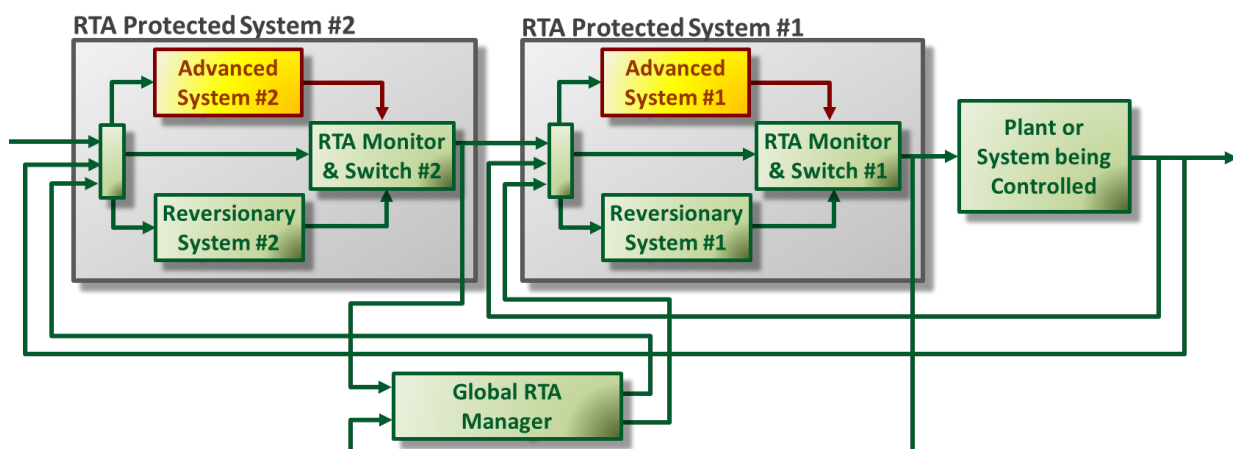 RTA Protected System #2
RTA Protected System #1
Advanced
System #2
RTA Monitor
& Switch #2
Reversionary
System #2
Advanced
System #1
RTA Monitor
& Switch #1
Reversionary
System #1
Plant or
System being
Controlled
Global RTA
Manager